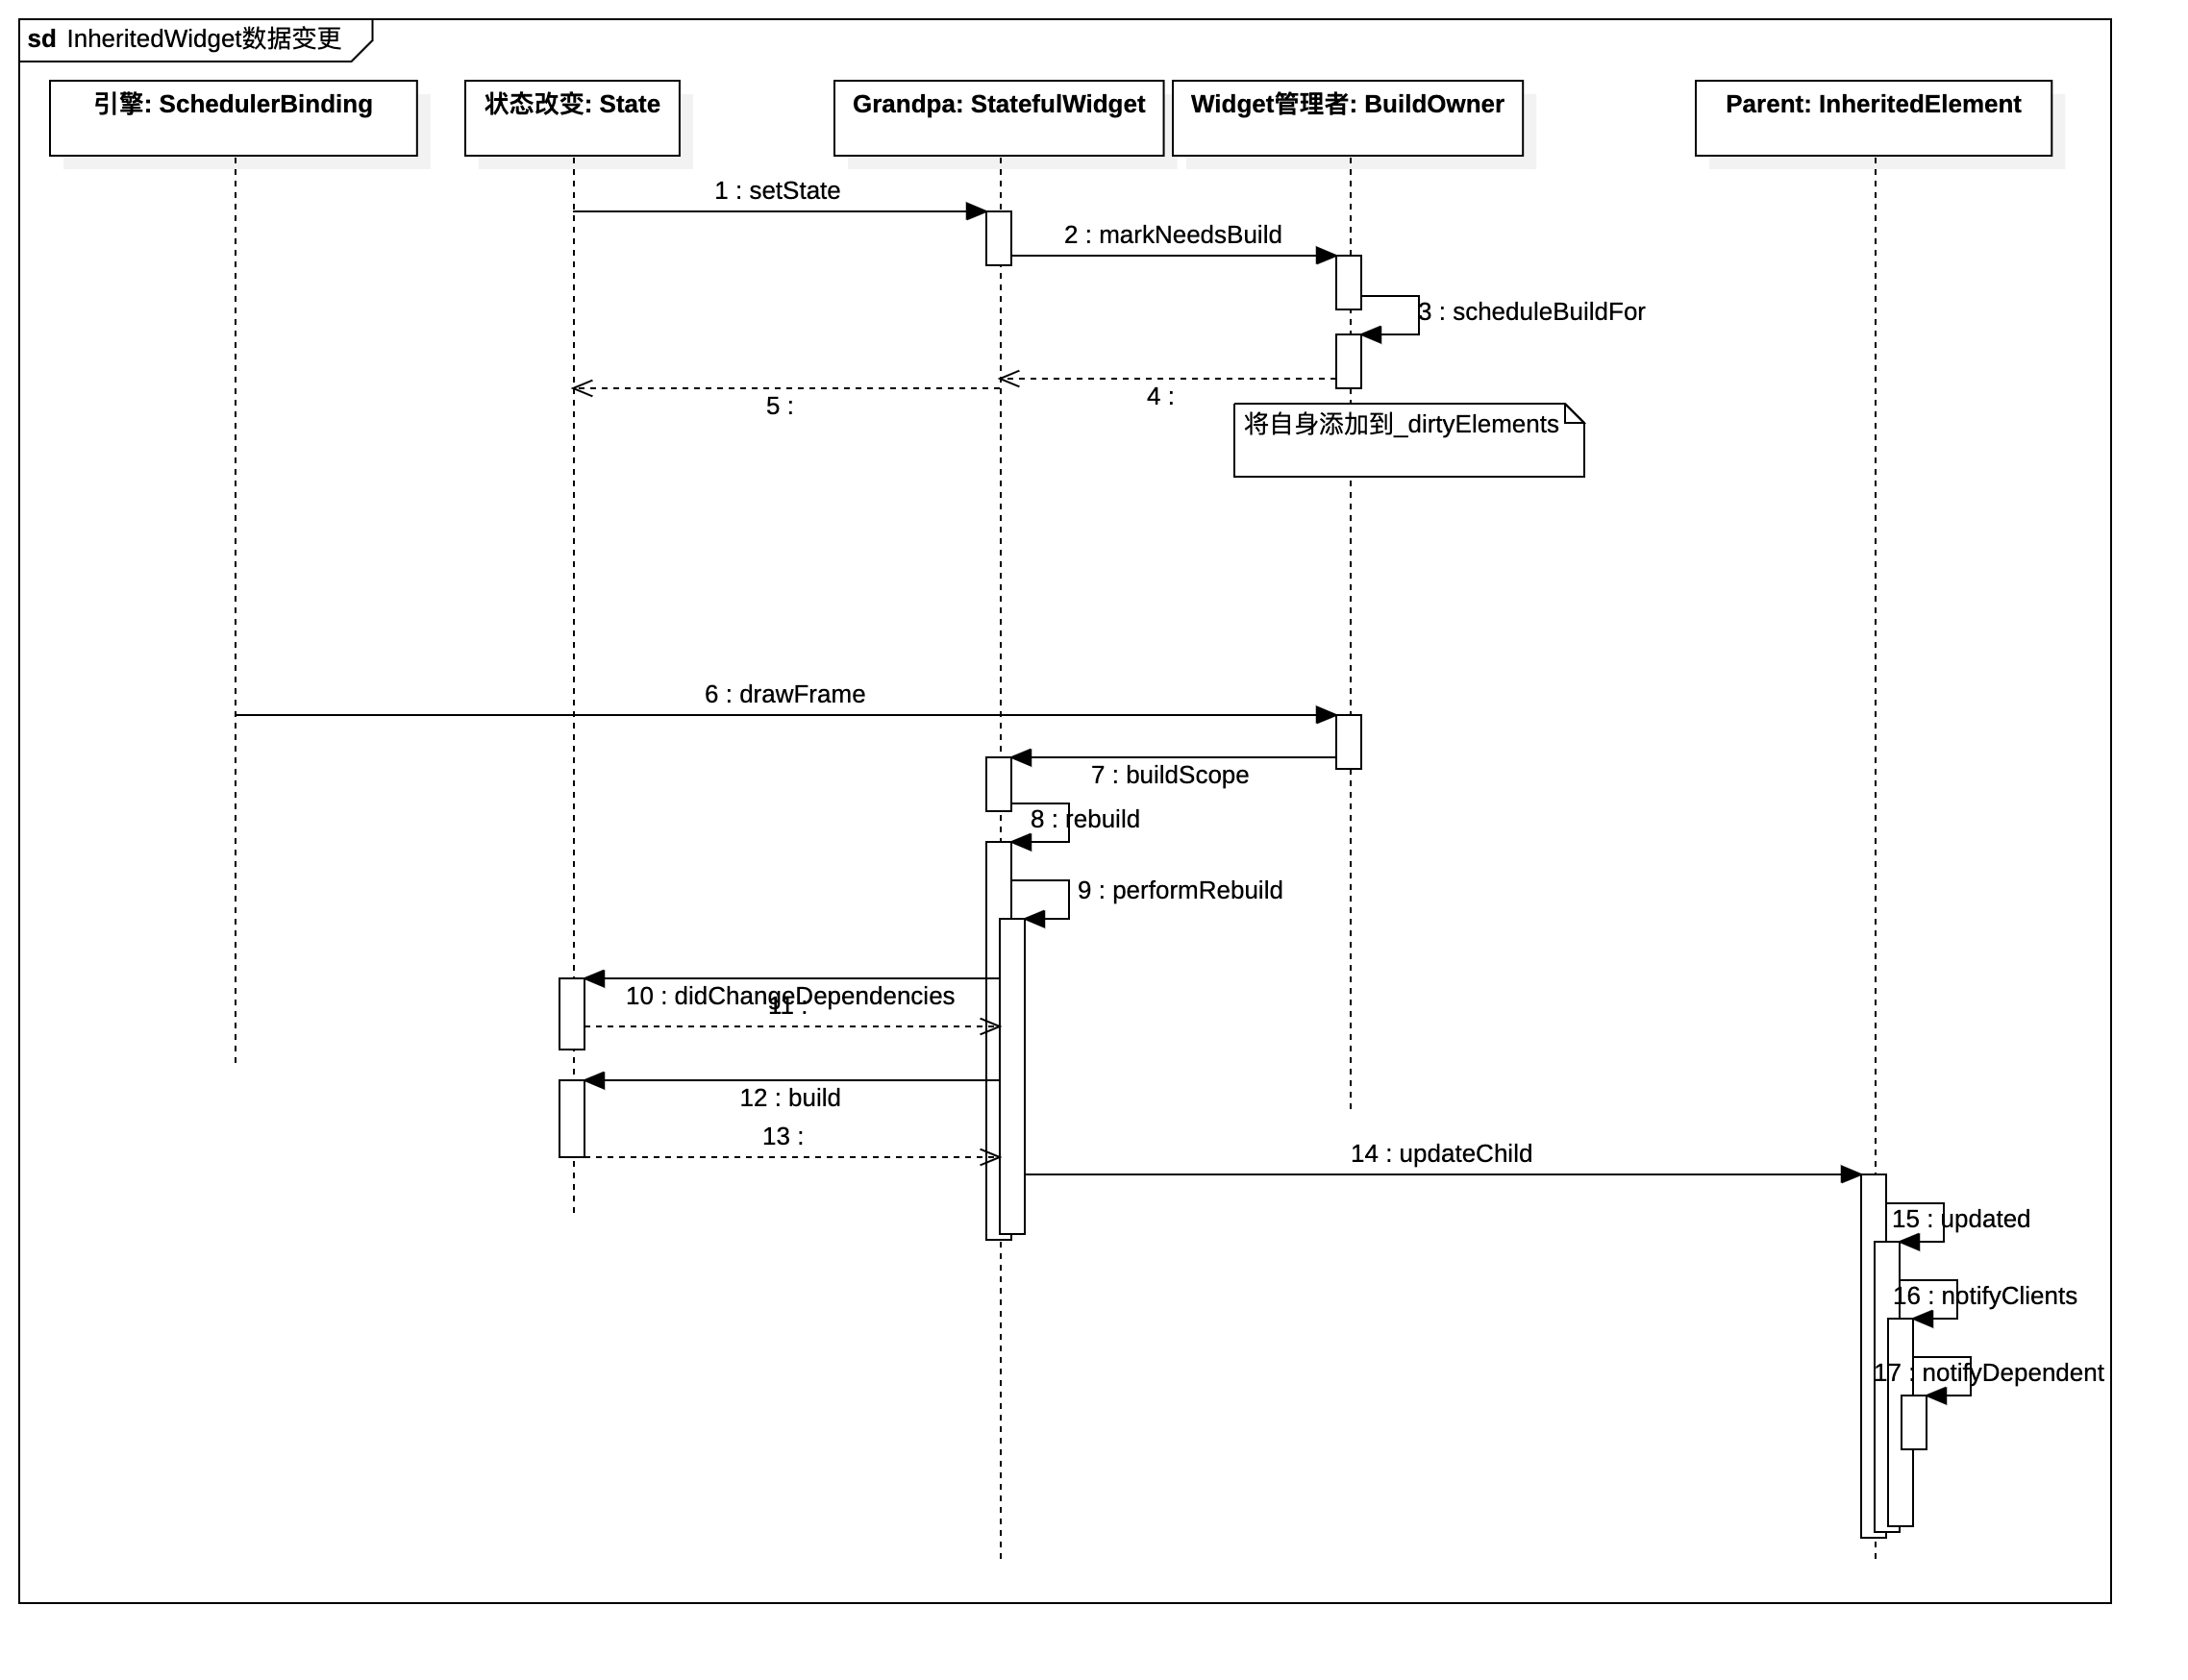 sd InheritedWidget数据变更
引擎: SchedulerBinding
状态改变: State
Grandpa: StatefulWidget
Widget管理者: BuildOwner
Parent: InheritedElement
1 : setState
2 : markNeedsBuild
3 : scheduleBuildFor
4 :
5 :
将自身添加到_dirtyElements
6 : drawFrame
7 : buildScope
8 : rebuild
9 : performRebuild
10 : didChangeDependencies
11 :
12 : build
13 :
14 : updateChild
15 : updated
16 : notifyClients
17 : notifyDependent